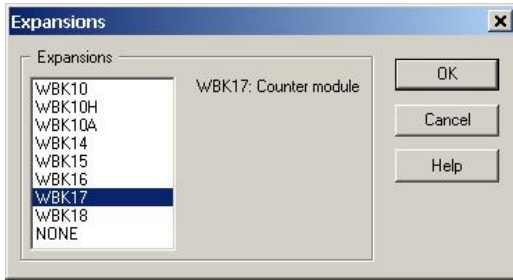 Expansions
Expansions
WBK10
WBK10H
WBK10A
WBK14
WBK15
WBK16
WBK17
WBK18
NONE
WBK17: Counter module
OK
Cancel
Help